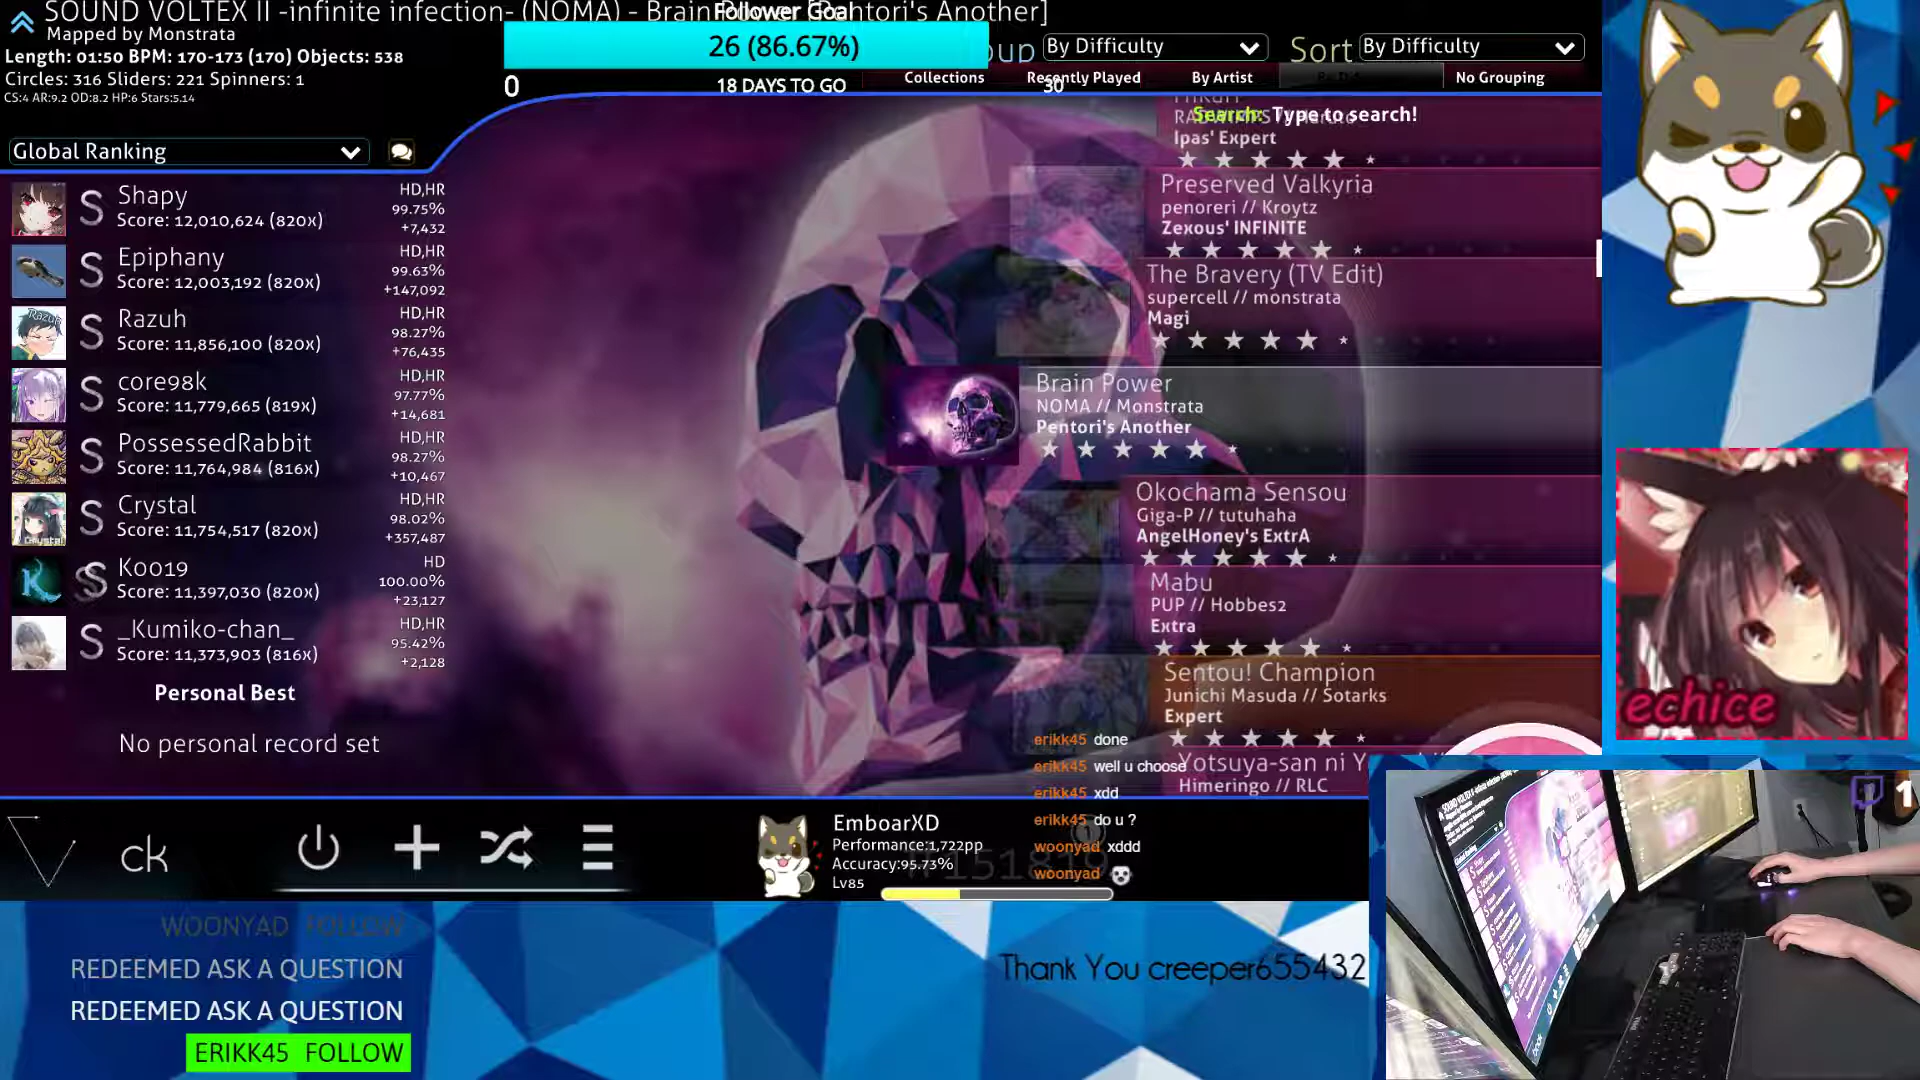 SOUND VOLTEX II -infinite infection- (NOMA) - Brain Power [Pentori's Another]
Mapped by Monstrata
Length: 01:50 BPM: 170-173 (170) Objects: 538
Circles: 316 Sliders: 221 Spinners: 1
CS:4 AR:9.2 OD:8.2 HP:6 Stars:5.14
Follower Goal
26 (86.67%)
0
18 DAYS TO GO
30
By Difficulty
Sort
By Difficulty
Collections
Recently Played
By Artist
No Grouping
Global Ranking
Shapy
Score: 12,010,624 (820x)
HD,HR
99.75%
+7,432
Epiphany
Score: 12,003,192 (820x)
HD,HR
99.63%
+147,092
Razuh
Score: 11,856,100 (820x)
HD,HR
98.27%
+76,435
core98k
Score: 11,779,665 (819x)
HD,HR
97.77%
+14,681
PossessedRabbit
Score: 11,764,984 (816x)
HD,HR
98.27%
+10,467
Crystal
Score: 11,754,517 (820x)
HD,HR
98.02%
+357,487
Koo19
Score: 11,397,030 (820x)
HD
100.00%
+23,127
_Kumiko-chan_
Score: 11,373,903 (816x)
HD,HR
95.42%
+2,128
Personal Best
No personal record set
Search: Type to search!
Ipas' Expert
Preserved Valkyria
penoreri // Kroytz
Zexous' INFINITE
The Bravery (TV Edit)
supercell // monstrata
Magi
Brain Power
NOMA // Monstrata
Pentori's Another
Okochama Sensou
Giga-P // tutuhaha
AngelHoney's ExtrA
Mabu
PUP // Hobbes2
Extra
Sentou! Champion
Junichi Masuda // Sotarks
Expert
Yotsuya-san ni Y
Himeringo // RLC
erikk45 done
erikk45 well u choose
erikk45 xdd
erikk45 do u ?
woonyad xddd
woonyad
ck
EmboarXD
Performance:1,722pp
Accuracy:95.73%
Lv85
#151819
echice
1
WOONYAD FOLLOW
REDEEMED ASK A QUESTION
REDEEMED ASK A QUESTION
ERIKK45 FOLLOW
Thank You creeper655432